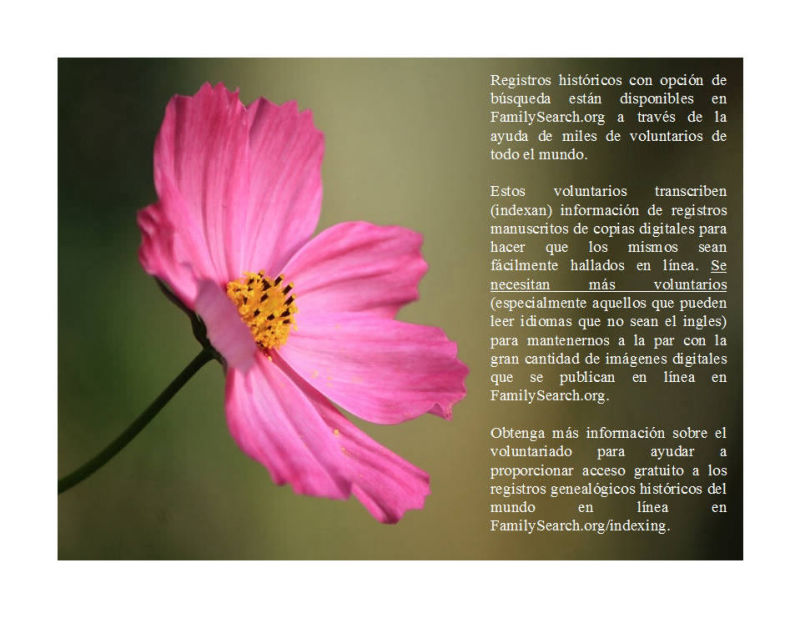 Registros históricos con opción de
búsqueda están disponibles en
FamilySearch.org a través de la
ayuda de miles de voluntarios de
todo el mundo.
Estos voluntarios transcriben
(indexan) información de registros
manuscritos de copias digitales para
hacer que los mismos sean
fácilmente hallados en línea. Se
necesitan más voluntarios
(especialmente aquellos que pueden
leer idiomas que no sean el ingles)
para mantenernos a la par con la
gran cantidad de imágenes digitales
que se publican en línea en
FamilySearch.org.
Obtenga más información sobre el
voluntariado para ayudar a
proporcionar acceso gratuito a los
registros genealógicos históricos del
mundo en línea en
FamilySearch.org/indexing.